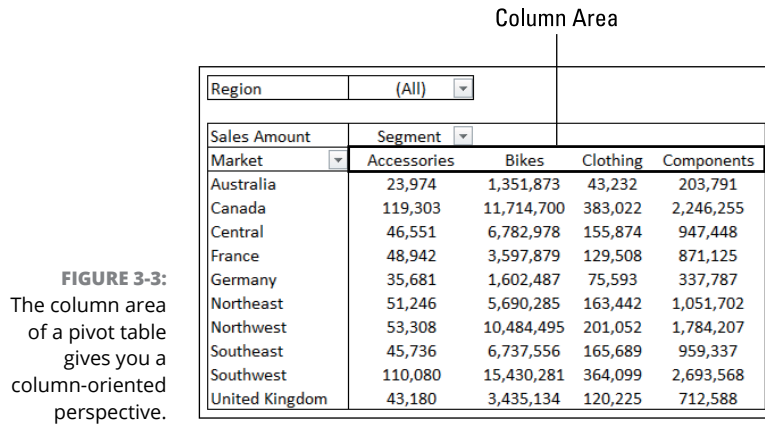 Column Area
Region (All)
Sales Amount Segment
Market Accessories Bikes Clothing Components
Australia 23,974 1,351,873 43,232 203,791
Canada 119,303 11,714,700 383,022 2,246,255
Central 46,551 6,782,978 155,874 947,448
France 48,942 3,597,879 129,508 871,125
Germany 35,681 1,602,487 75,593 337,787
Northeast 51,246 5,690,285 163,442 1,051,702
Northwest 53,308 10,484,495 201,052 1,784,207
Southeast 45,736 6,737,556 165,689 959,337
Southwest 110,080 15,430,281 364,099 2,693,568
United Kingdom 43,180 3,435,134 120,225 712,588
FIGURE 3-3:
The column area
of a pivot table
gives you a
column-oriented
perspective.